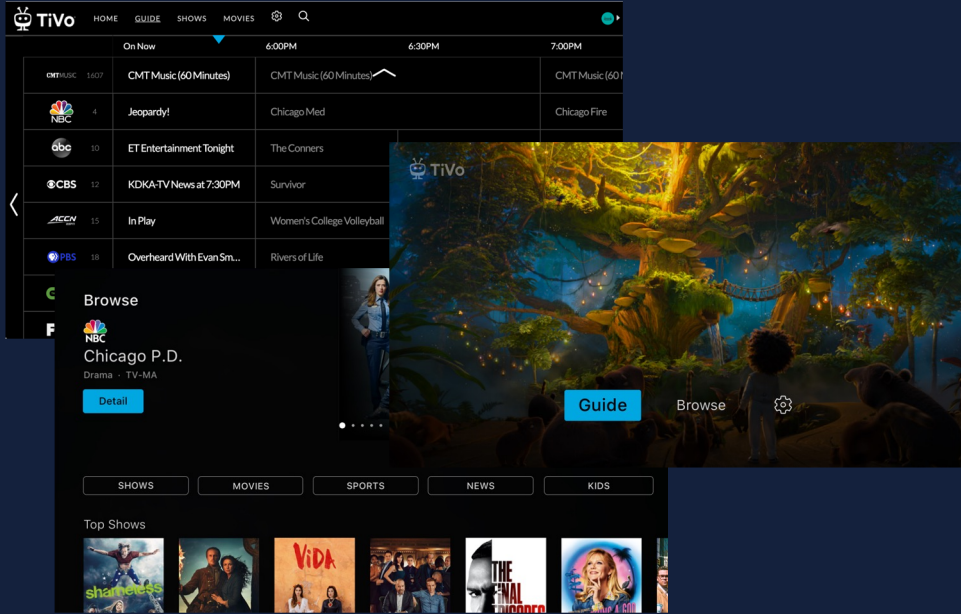 TiVo HOME GUIDE SHOWS MOVIES
On Now 6:00PM 6:30PM 7:00PM
CMT MUSIC 1607 CMT Music (60 Minutes) CMT Music (60 Minutes) CMT Music (60 M
NBC 4 Jeopardy! Chicago Med Chicago Fire
abc 10 ET Entertainment Tonight The Conners
CBS 12 KDKA-TV News at 7:30PM Survivor
ACCN 15 In Play Women's College Volleyball
PBS 18 Overheard With Evan Sm... Rivers of Life
TiVo
Guide Browse
Browse
NBC
Chicago P.D.
Drama · TV-MA
Detail
SHOWS MOVIES SPORTS NEWS KIDS
Top Shows
shameless
ViDA
THE
FINAL
EPISODES